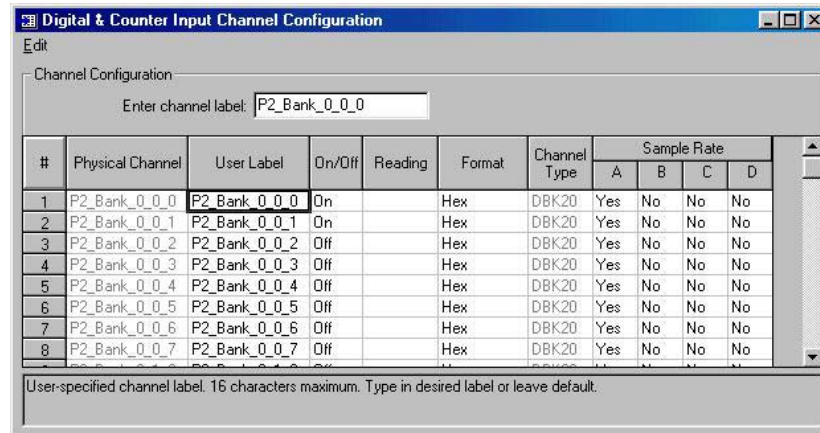 Digital & Counter Input Channel Configuration
Edit
Channel Configuration
Enter channel label: P2_Bank_0_0_0
# Physical Channel User Label On/Off Reading Format Channel Type Sample Rate
A B C D
1 P2_Bank_0_0_0 P2_Bank_0_0_0 On Hex DBK20 Yes No No No
2 P2_Bank_0_0_1 P2_Bank_0_0_1 On Hex DBK20 Yes No No No
3 P2_Bank_0_0_2 P2_Bank_0_0_2 Off Hex DBK20 Yes No No No
4 P2_Bank_0_0_3 P2_Bank_0_0_3 Off Hex DBK20 Yes No No No
5 P2_Bank_0_0_4 P2_Bank_0_0_4 Off Hex DBK20 Yes No No No
6 P2_Bank_0_0_5 P2_Bank_0_0_5 Off Hex DBK20 Yes No No No
7 P2_Bank_0_0_6 P2_Bank_0_0_6 Off Hex DBK20 Yes No No No
8 P2_Bank_0_0_7 P2_Bank_0_0_7 Off Hex DBK20 Yes No No No
User-specified channel label. 16 characters maximum. Type in desired label or leave default.